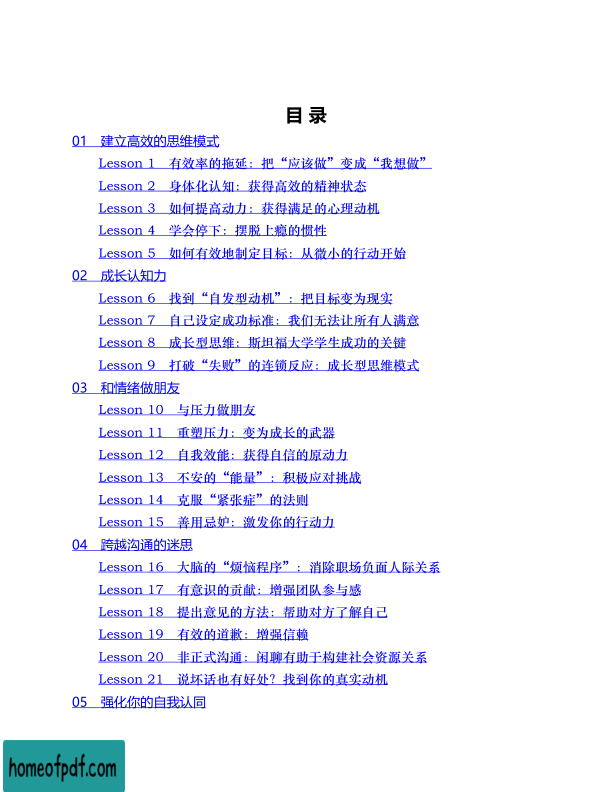 目 录
01 建立高效的思维模式
Lesson 1 有效率的拖延：把“应该做”变成“我想做”
Lesson 2 身体化认知：获得高效的精神状态
Lesson 3 如何提高动力：获得满足的心理动机
Lesson 4 学会停下：摆脱上瘾的惯性
Lesson 5 如何有效地制定目标：从微小的行动开始
02 成长认知力
Lesson 6 找到“自发型动机”：把目标变为现实
Lesson 7 自己设定成功标准：我们无法让所有人满意
Lesson 8 成长型思维：斯坦福大学学生成功的关键
Lesson 9 打破“失败”的连锁反应：成长型思维模式
03 和情绪做朋友
Lesson 10 与压力做朋友
Lesson 11 重塑压力：变为成长的武器
Lesson 12 自我效能：获得自信的原动力
Lesson 13 不安的“能量”：积极应对挑战
Lesson 14 克服“紧张症”的法则
Lesson 15 善用忌妒：激发你的行动力
04 跨越沟通的迷思
Lesson 16 大脑的“烦恼程序”：消除职场负面人际关系
Lesson 17 有意识的贡献：增强团队参与感
Lesson 18 提出意见的方法：帮助对方了解自己
Lesson 19 有效的道歉：增强信赖
Lesson 20 非正式沟通：闲聊有助于构建社会资源关系
Lesson 21 说坏话也有好处？找到你的真实动机
05 强化你的自我认同
homeofpdf.com